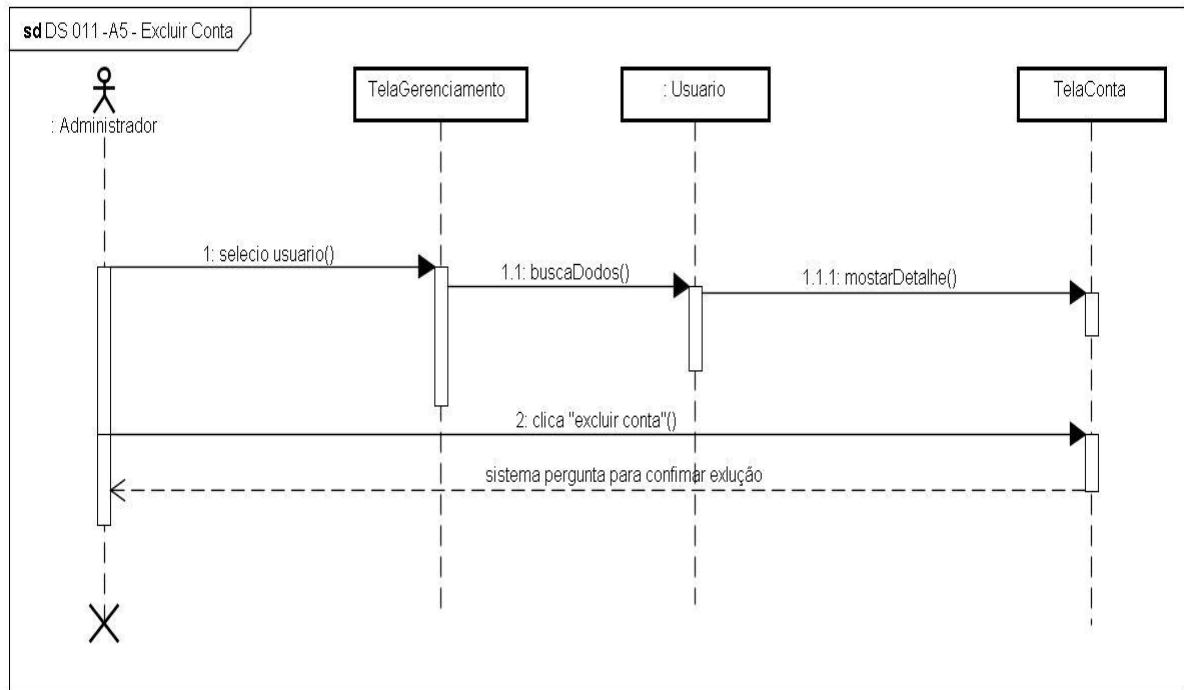 sd DS 011 -A5 - Excluir Conta
: Administrador
TelaGerenciamento
: Usuario
TelaConta
1: selecio usuario()
1.1: buscaDodos()
1.1.1: mostarDetalhe()
2: clica "excluir conta"()
sistema pergunta para confimar exlução